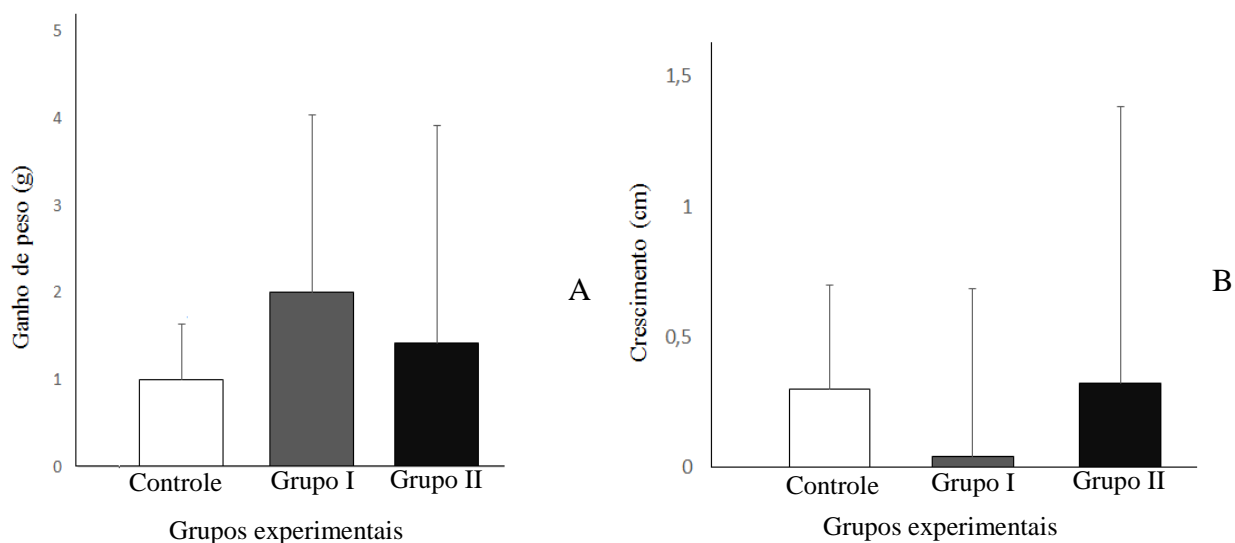 Ganho de peso (g)
5
4
3
2
1
0
Controle
Grupo I
Grupo II
Grupos experimentais
A
Crescimento (cm)
1,5
1
0,5
0
Controle
Grupo I
Grupo II
Grupos experimentais
B